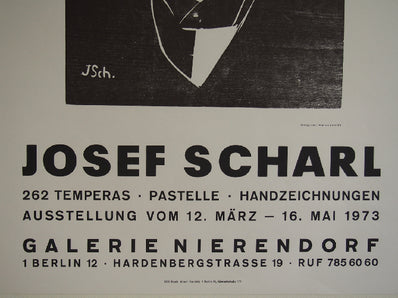 JSch.
JOSEF SCHARL
262 TEMPERAS · PASTELLE · HANDZEICHNUNGEN
AUSSTELLUNG VOM 12. MÄRZ – 16. MAI 1973
GALERIE NIERENDORF
1 BERLIN 12 · HARDENBERGSTRASSE 19 · RUF 785 60 60